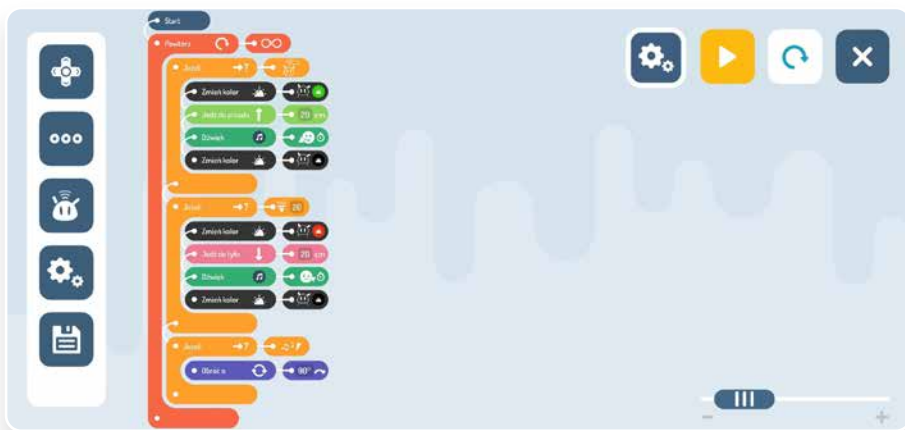 Start
Powtórz
Jeżeli →?
Zmień kolor
Jedź do przodu 20 cm
Dźwięk
Zmień kolor
Jeżeli →? 20
Zmień kolor
Jedź do tyłu 20 cm
Dźwięk
Zmień kolor
Jeżeli →?
Obróć o 90°